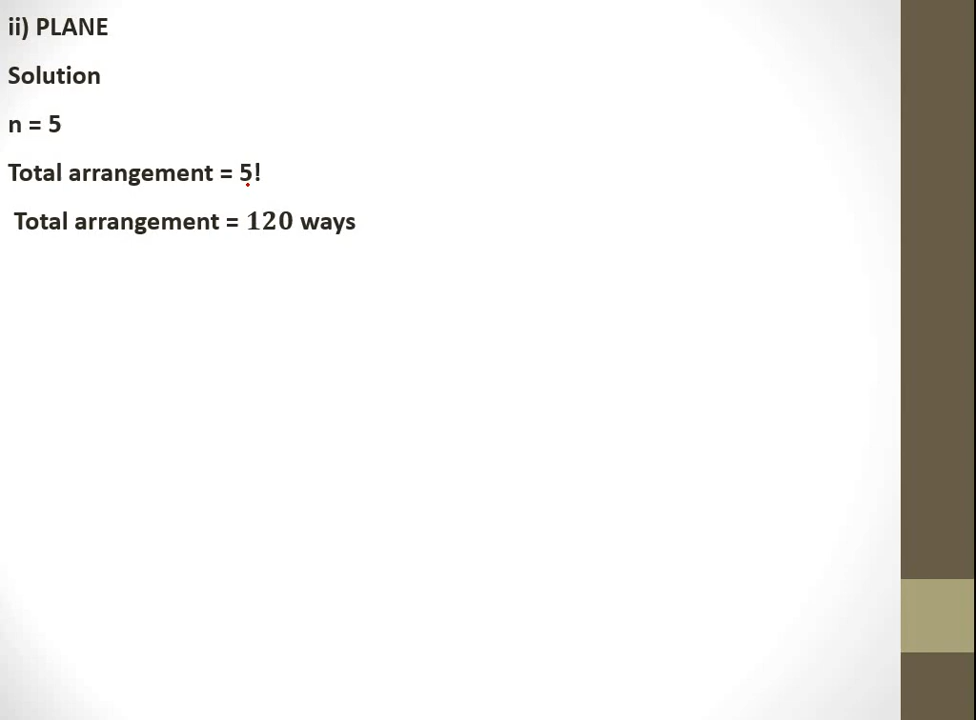 ii) PLANE
Solution
n = 5
Total arrangement = 5!
Total arrangement = 120 ways